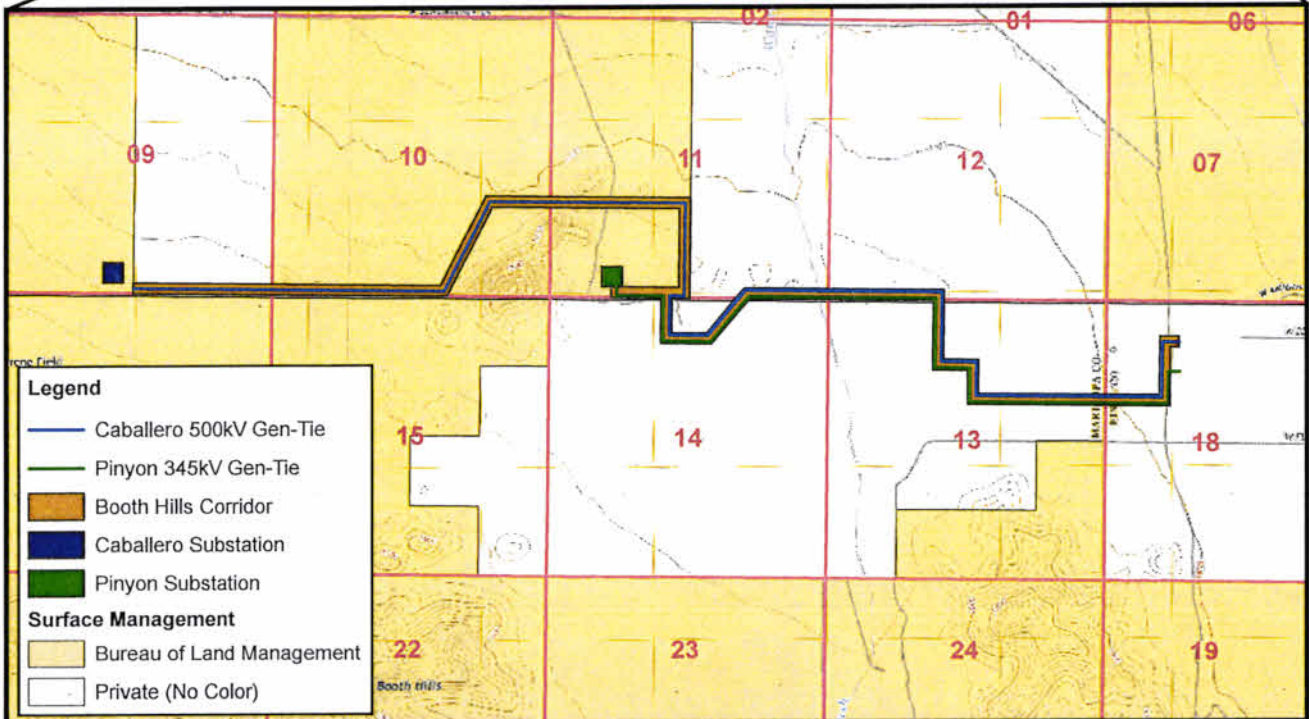 02
01
06
09
10
11
12
07
15
14
13
18
22
23
24
19
Booth Hills
Legend
Caballero 500kV Gen-Tie
Pinyon 345kV Gen-Tie
Booth Hills Corridor
Caballero Substation
Pinyon Substation
Surface Management
Bureau of Land Management
Private (No Color)